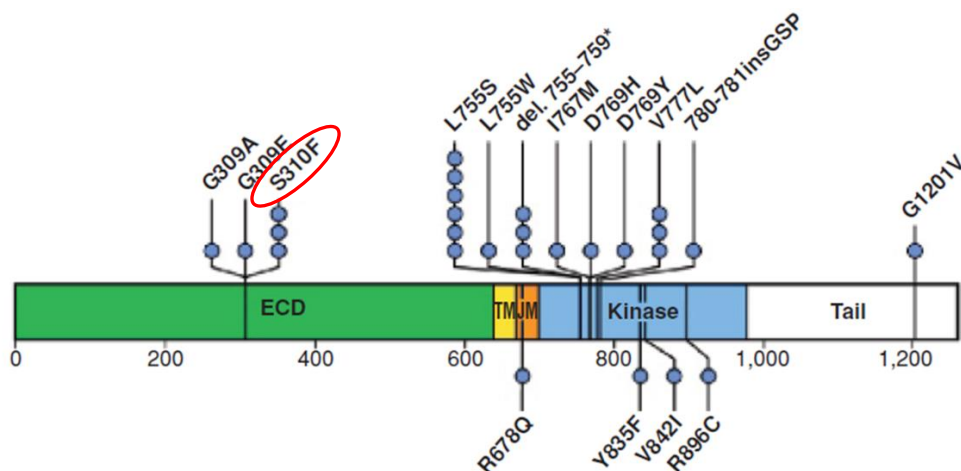 G309A
G309E
S310F
L755S
L755W
del. 755–759*
I767M
D769H
D769Y
V777L
780-781insGSP
G1201V
ECD
TM
JM
Kinase
Tail
0
200
400
600
800
1,000
1,200
R678Q
Y835F
V842I
R896C